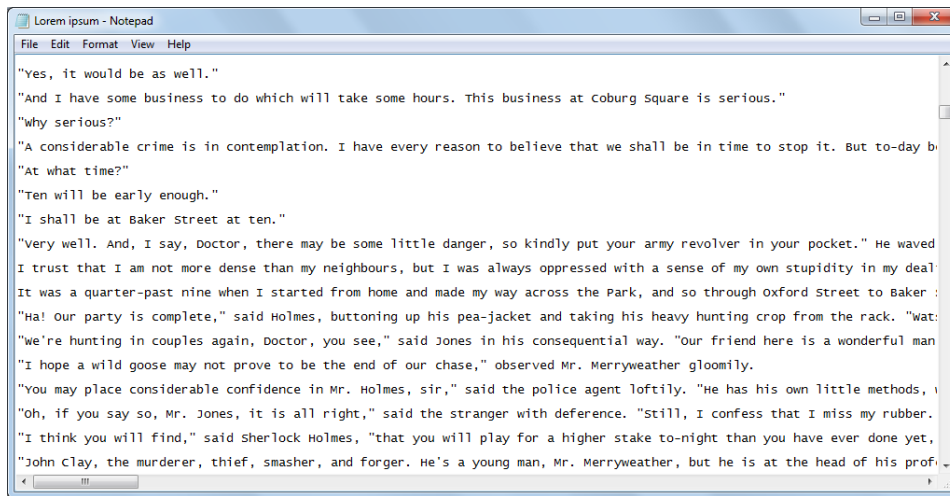 Lorem ipsum - Notepad
File Edit Format View Help
"Yes, it would be as well."
"And I have some business to do which will take some hours. This business at Coburg Square is serious."
"Why serious?"
"A considerable crime is in contemplation. I have every reason to believe that we shall be in time to stop it. But to-day
"At what time?"
"Ten will be early enough."
"I shall be at Baker Street at ten."
"Very well. And, I say, Doctor, there may be some little danger, so kindly put your army revolver in your pocket." He waved
I trust that I am not more dense than my neighbours, but I was always oppressed with a sense of my own stupidity in my
It was a quarter-past nine when I started from home and made my way across the Park, and so through Oxford Street to Baker
"Ha! Our party is complete," said Holmes, buttoning up his pea-jacket and taking his heavy hunting crop from the rack.
"We're hunting in couples again, Doctor, you see," said Jones in his consequential way. "Our friend here is a wonderful man
"I hope a wild goose may not prove to be the end of our chase," observed Mr. Merryweather gloomily.
"You may place considerable confidence in Mr. Holmes, sir," said the police agent loftily. "He has his own little methods,
"Oh, if you say so, Mr. Jones, it is all right," said the stranger with deference. "Still, I confess that I miss my rubber.
"I think you will find," said Sherlock Holmes, "that you will play for a higher stake to-night than you have ever done yet,
"John Clay, the murderer, thief, smasher, and forger. He's a young man, Mr. Merryweather, but he is at the head of his